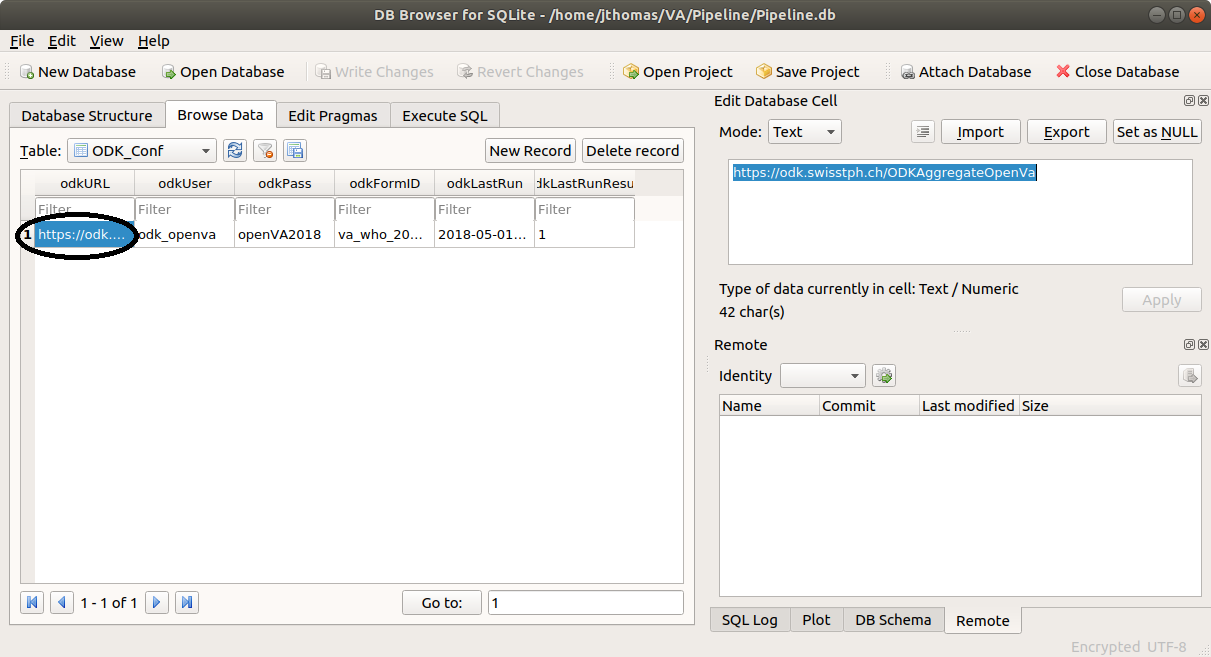 DB Browser for SQLite - /home/jthomas/VA/Pipeline/Pipeline.db
File Edit View Help
New Database Open Database Write Changes Revert Changes Open Project Save Project Attach Database Close Database
Database Structure Browse Data Edit Pragmas Execute SQL
Table: ODK_Conf New Record Delete record
odkURL odkUser odkPass odkFormID odkLastRun dkLastRunResu
Filter Filter Filter Filter Filter Filter
1 https://odk.... odk_openva openVA2018 va_who_20... 2018-05-01... 1
1 - 1 of 1 Go to: 1
Edit Database Cell
Mode: Text Import Export Set as NULL
https://odk.swisstph.ch/ODKAggregateOpenVa
Type of data currently in cell: Text / Numeric
42 char(s)
Apply
Remote
Identity
Name Commit Last modified Size
SQL Log Plot DB Schema Remote
Encrypted UTF-8